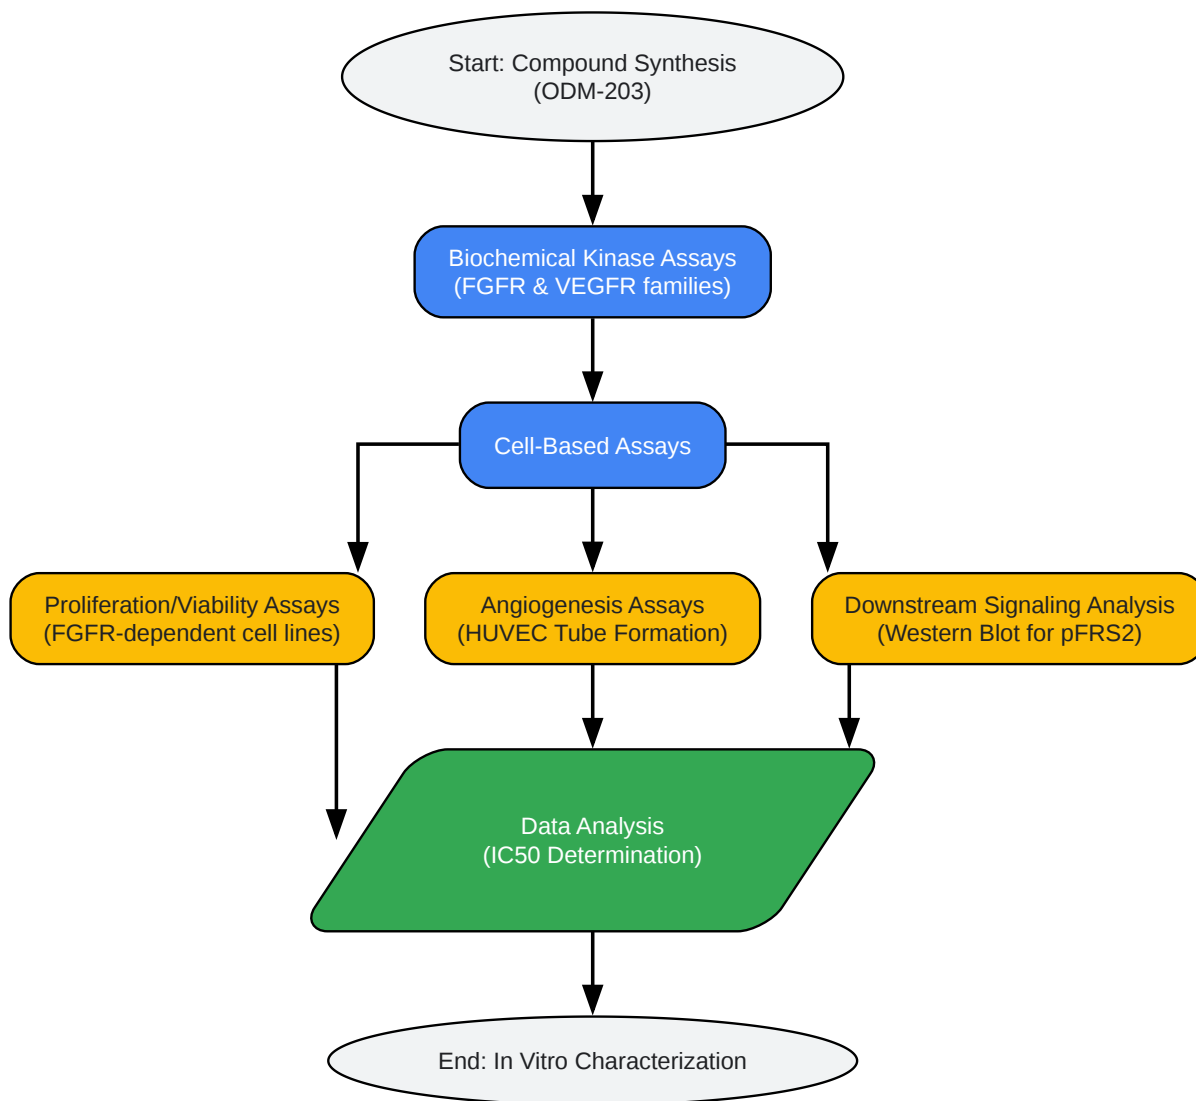 Start: Compound Synthesis
(ODM-203)
Biochemical Kinase Assays
(FGFR & VEGFR families)
Cell-Based Assays
Proliferation/Viability Assays
(FGFR-dependent cell lines)
Angiogenesis Assays
(HUVEC Tube Formation)
Downstream Signaling Analysis
(Western Blot for pFRS2)
Data Analysis
(IC50 Determination)
End: In Vitro Characterization